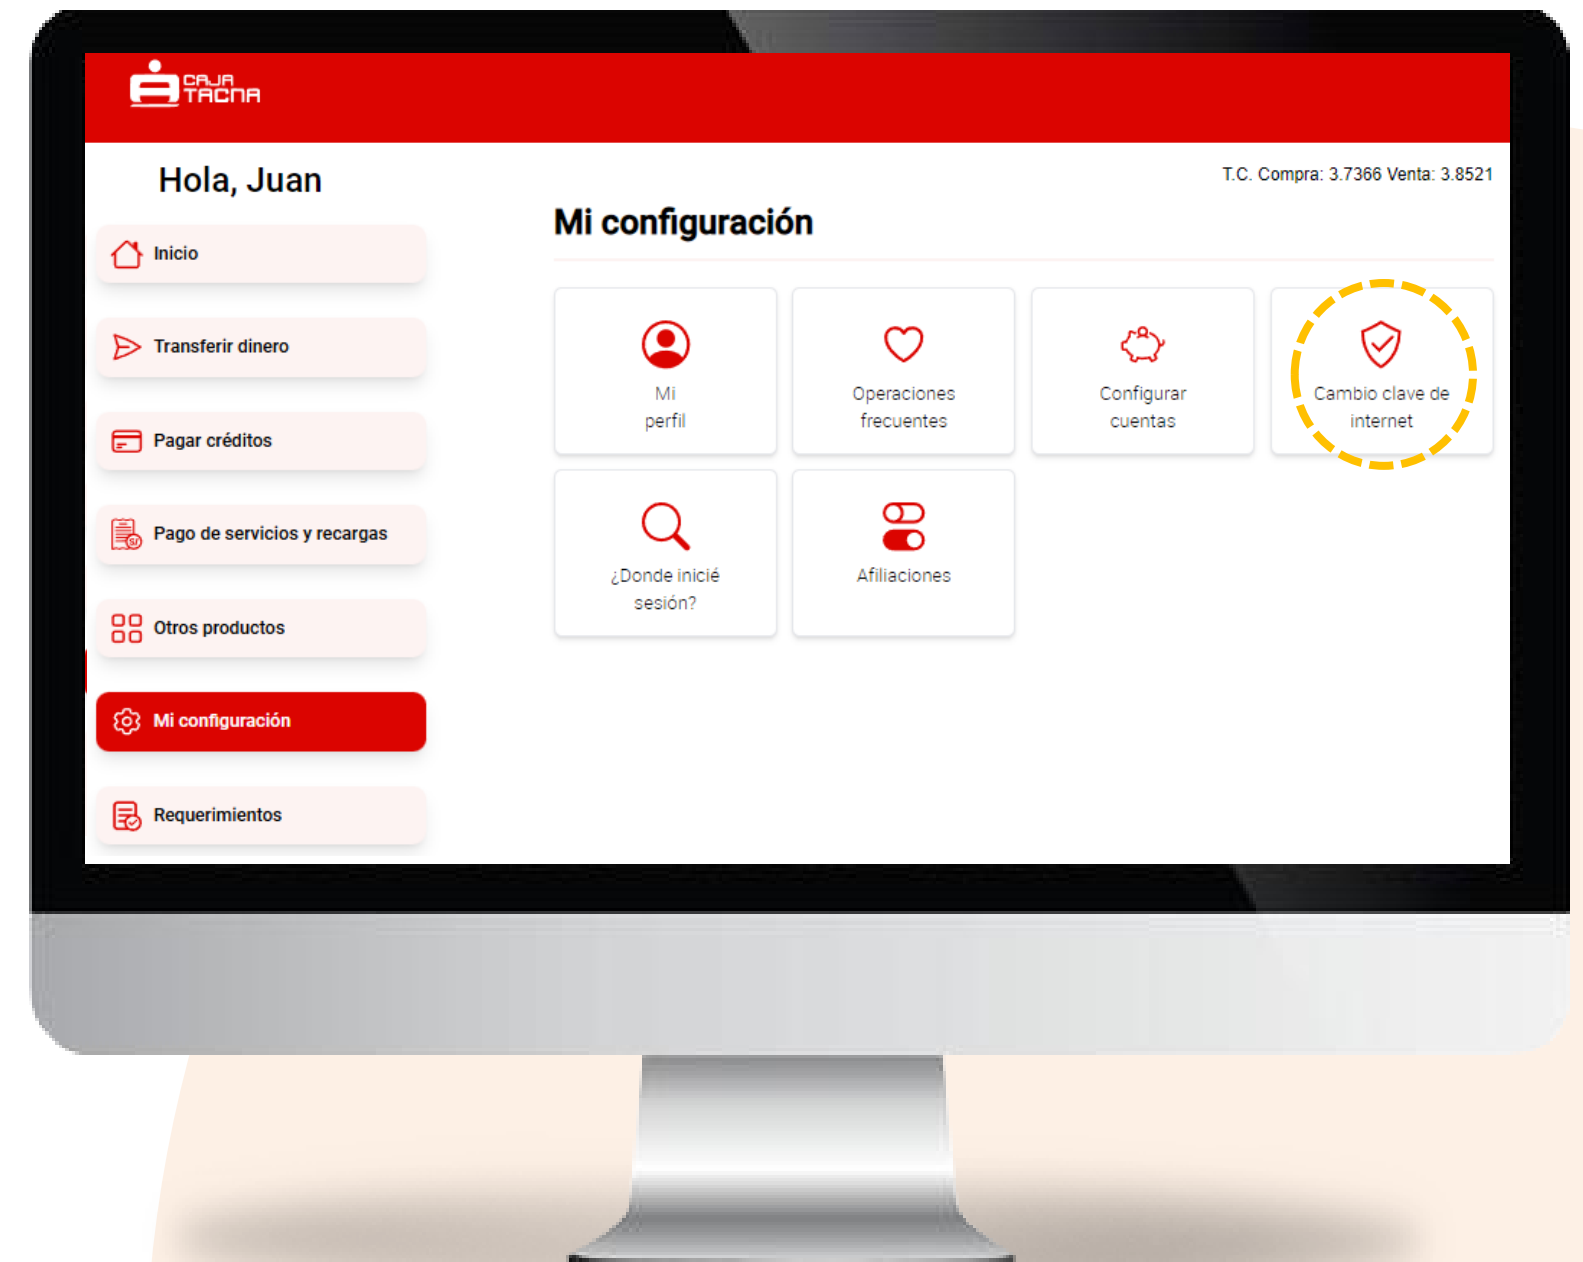 CAJA
TACNA
Hola, Juan
T.C. Compra: 3.7366 Venta: 3.8521
Mi configuración
Inicio
Transferir dinero
Pagar créditos
Pago de servicios y recargas
S/
Otros productos
Mi configuración
Requerimientos
Mi
perfil
Operaciones
frecuentes
Configurar
cuentas
Cambio clave de
internet
¿Donde inicié
sesión?
Afiliaciones